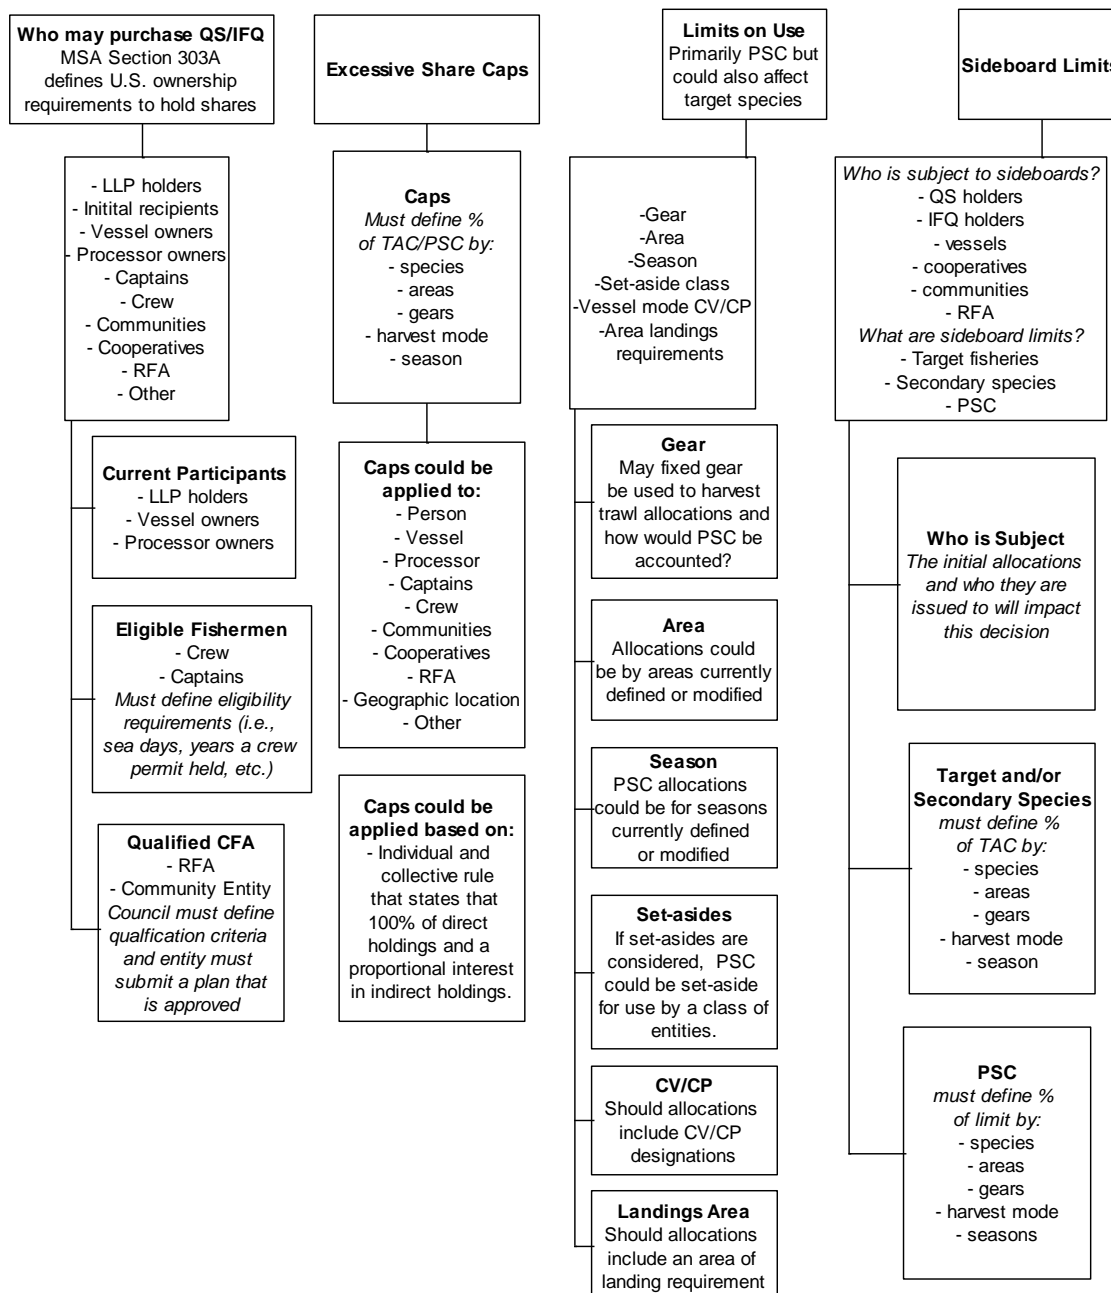 Who may purchase QS/IFQ
MSA Section 303A
defines U.S. ownership
requirements to hold shares
- LLP holders
- Initital recipients
- Vessel owners
- Processor owners
- Captains
- Crew
- Communities
- Cooperatives
- RFA
- Other
Current Participants
- LLP holders
- Vessel owners
- Processor owners
Eligible Fishermen
- Crew
- Captains
Must define eligibility
requirements (i.e.,
sea days, years a crew
permit held, etc.)
Qualified CFA
- RFA
- Community Entity
Council must define
qualfication criteria
and entity must
submit a plan that
is approved
Excessive Share Caps
Caps
Must define %
of TAC/PSC by:
- species
- areas
- gears
- harvest mode
- season
Caps could be
applied to:
- Person
- Vessel
- Processor
- Captains
- Crew
- Communities
- Cooperatives
- RFA
- Geographic location
- Other
Caps could be
applied based on:
- Individual and
collective rule
that states that
100% of direct
holdings and a
proportional interest
in indirect holdings.
Limits on Use
Primarily PSC but
could also affect
target species
-Gear
-Area
-Season
-Set-aside class
-Vessel mode CV/CP
-Area landings
requirements
Gear
May fixed gear
be used to harvest
trawl allocations and
how would PSC be
accounted?
Area
Allocations could
be by areas currently
defined or modified
Season
PSC allocations
could be for seasons
currently defined
or modified
Set-asides
If set-asides are
considered, PSC
could be set-aside
for use by a class of
entities.
CV/CP
Should allocations
include CV/CP
designations
Landings Area
Should allocations
include an area of
landing requirement
Sideboard Limits
Who is subject to sideboards?
- QS holders
- IFQ holders
- vessels
- cooperatives
- communities
- RFA
What are sideboard limits?
- Target fisheries
- Secondary species
- PSC
Who is Subject
The initial allocations
and who they are
issued to will impact
this decision
Target and/or
Secondary Species
must define %
of TAC by:
- species
- areas
- gears
- harvest mode
- season
PSC
must define %
of limit by:
- species
- areas
- gears
- harvest mode
- seasons